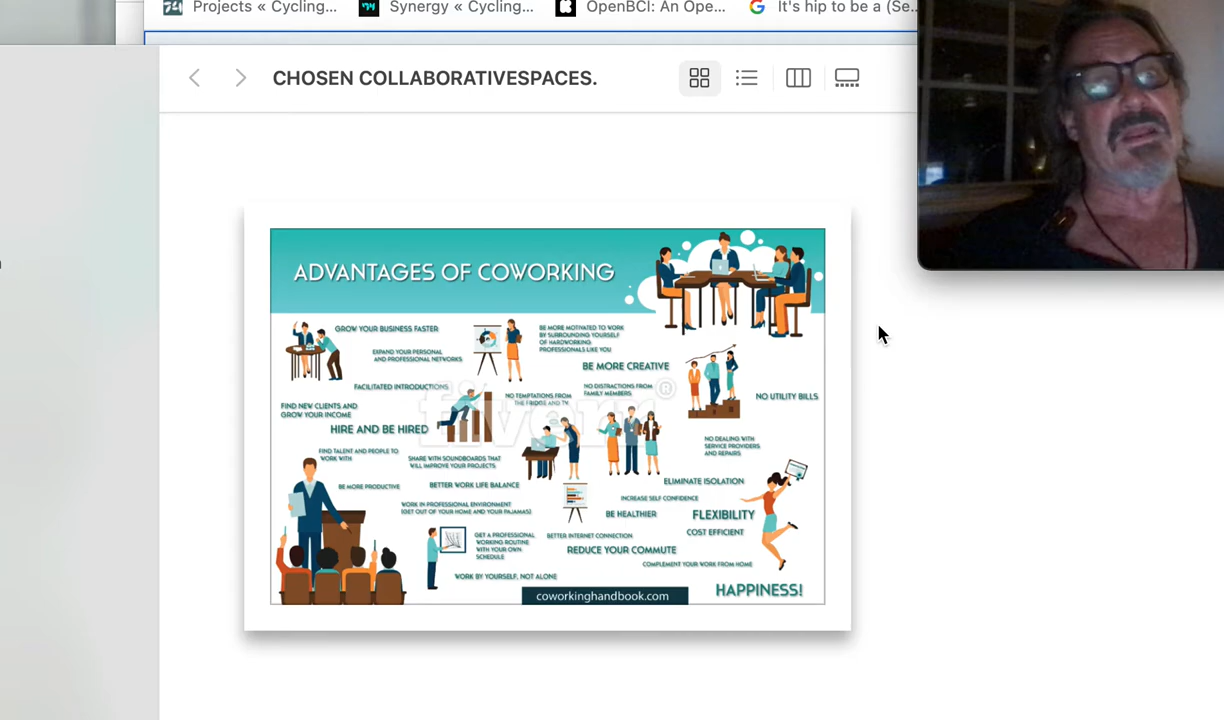 Projects « Cycling...
Synergy « Cycling...
OpenBCI: An Ope...
It's hip to be a (Se...
CHOSEN COLLABORATIVESPACES.
ADVANTAGES OF COWORKING
GROW YOUR BUSINESS FASTER
EXPAND YOUR PERSONAL
AND PROFESSIONAL NETWORKS
BE MORE MOTIVATED TO WORK
BY SURROUNDING YOURSELF
OF HARDWORKING
PROFESSIONALS LIKE YOU
BE MORE CREATIVE
FACILITATED INTRODUCTIONS
NO TEMPTATIONS FROM
THE FRIDGE AND TV
NO DISTRACTIONS FROM
FAMILY MEMBERS
NO UTILITY BILLS
FIND NEW CLIENTS AND
GROW YOUR INCOME
HIRE AND BE HIRED
fiverr®
NO DEALING WITH
SERVICE PROVIDERS
AND REPAIRS
FIND TALENT AND PEOPLE TO
WORK WITH
SHARE WITH SOUNDBOARDS THAT
WILL IMPROVE YOUR PROJECTS
BE MORE PRODUCTIVE
BETTER WORK LIFE BALANCE
ELIMINATE ISOLATION
WORK IN PROFESSIONAL ENVIRONMENT
(GET OUT OF YOUR HOME AND YOUR PAJAMAS)
INCREASE SELF CONFIDENCE
BE HEALTHIER
FLEXIBILITY
COST EFFICIENT
GET A PROFESSIONAL
WORKING ROUTINE
WITH YOUR OWN
SCHEDULE
BETTER INTERNET CONNECTION
REDUCE YOUR COMMUTE
COMPLEMENT YOUR WORK FROM HOME
WORK BY YOURSELF, NOT ALONE
HAPPINESS!
coworkinghandbook.com